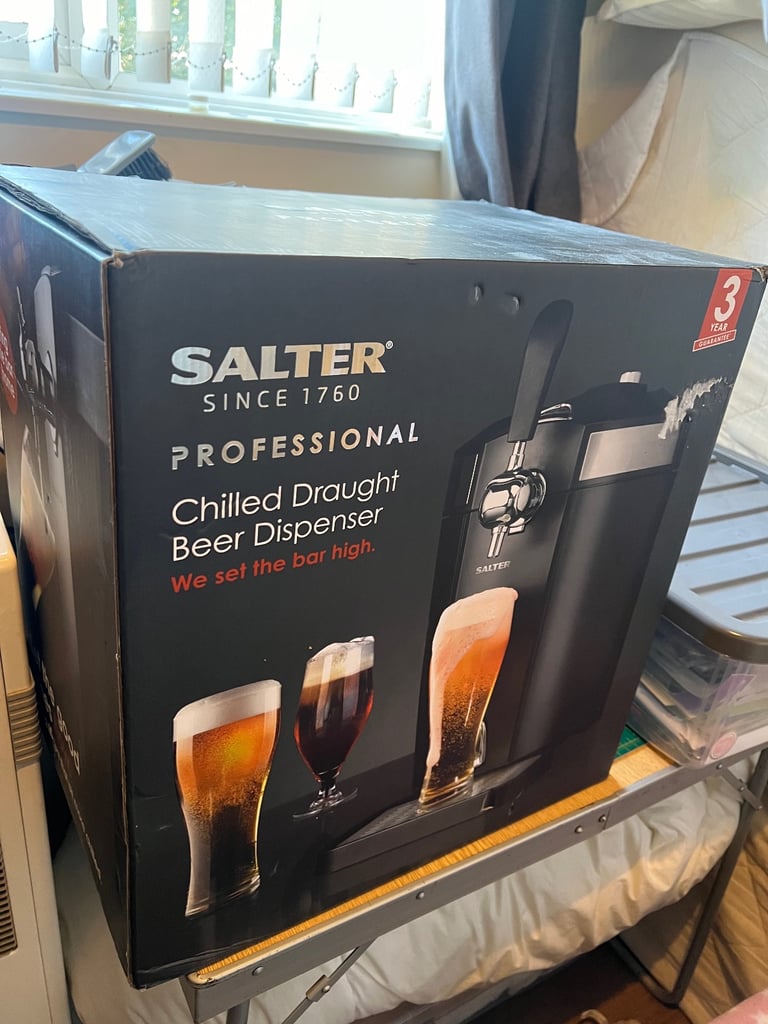 SALTER®
SINCE 1760
PROFESSIONAL
Chilled Draught
Beer Dispenser
We set the bar high.
3
YEAR
GUARANTEE
SALTER